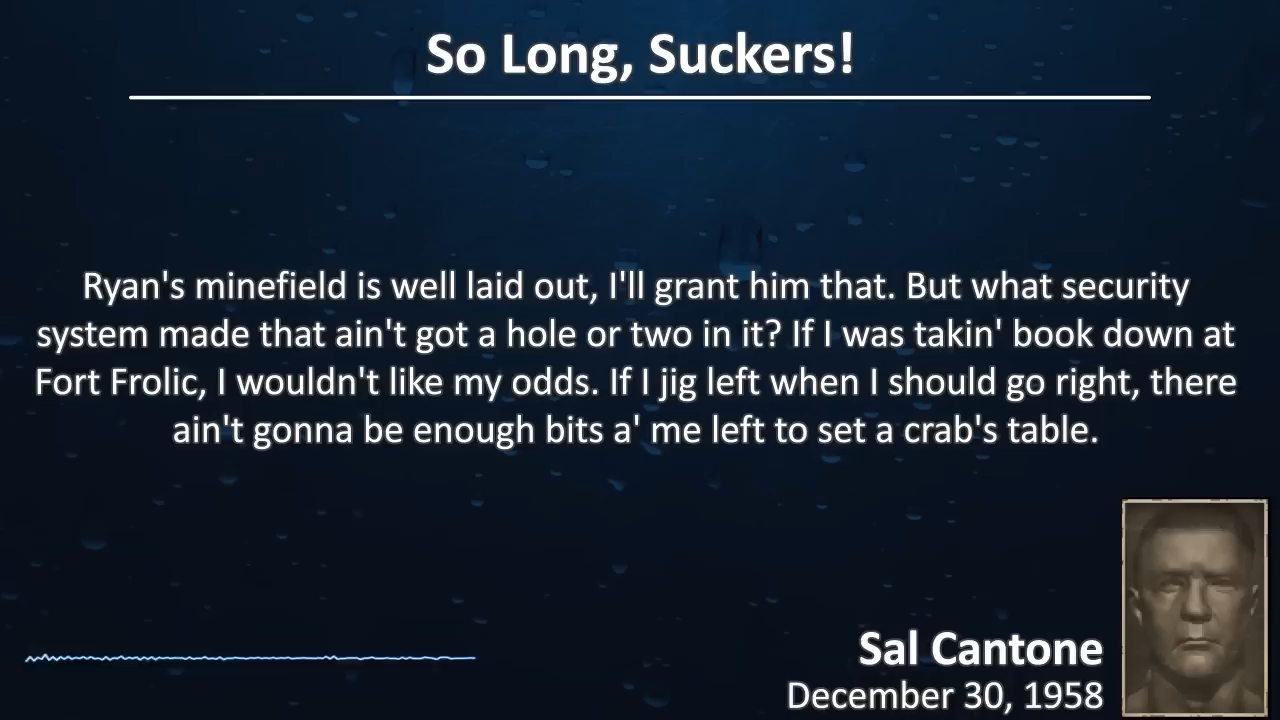 So Long, Suckers!
Ryan's minefield is well laid out, I'll grant him that. But what security
system made that ain't got a hole or two in it? If I was takin' book down at
Fort Frolic, I wouldn't like my odds. If I jig left when I should go right, there
ain't gonna be enough bits a' me left to set a crab's table.
Sal Cantone
December 30, 1958